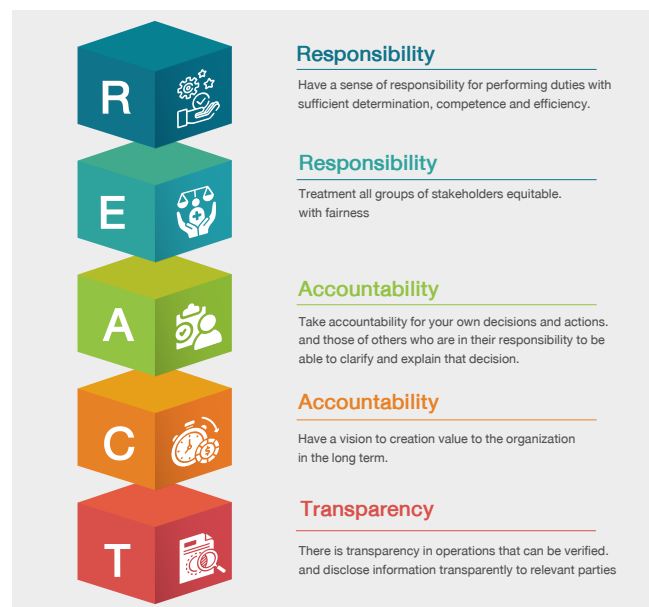 R
Responsibility
Have a sense of responsibility for performing duties with
sufficient determination, competence and efficiency.
E
Responsibility
Treatment all groups of stakeholders equitable.
with fairness
A
Accountability
Take accountability for your own decisions and actions.
and those of others who are in their responsibility to be
able to clarify and explain that decision.
C
Accountability
Have a vision to creation value to the organization
in the long term.
T
Transparency
There is transparency in operations that can be verified.
and disclose information transparently to relevant parties